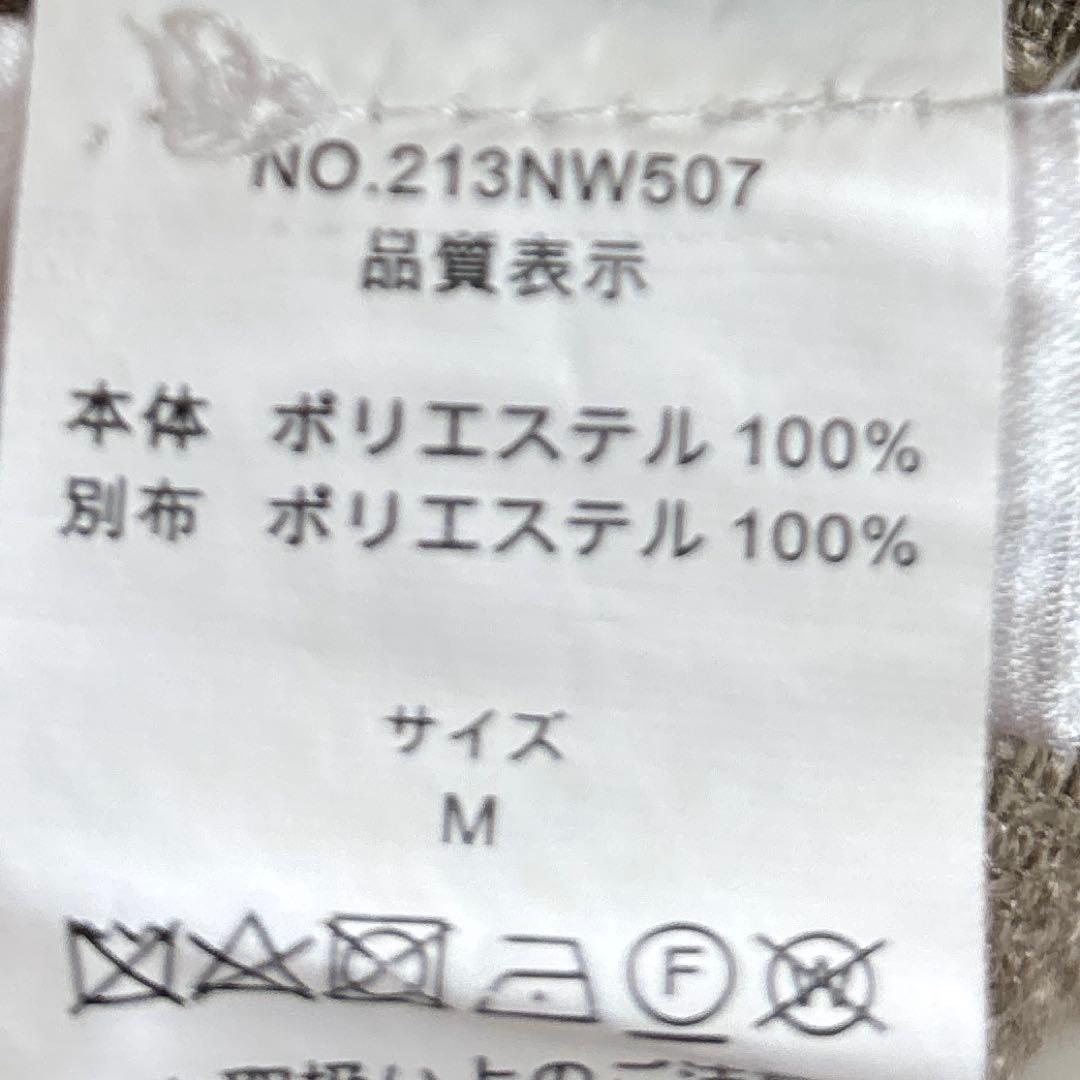 NO.213NW507
品質表示
本体 ポリエステル 100%
別布 ポリエステル 100%
サイズ
M
F
W